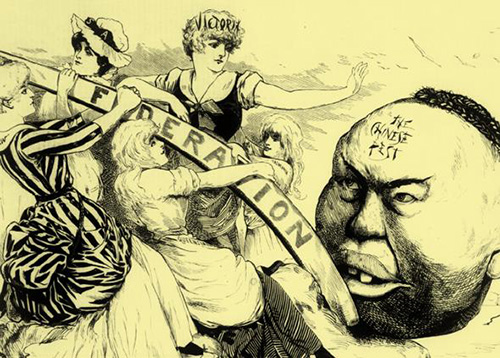 VICTORIA
FEDERATION
THE
CHINESE
PEST